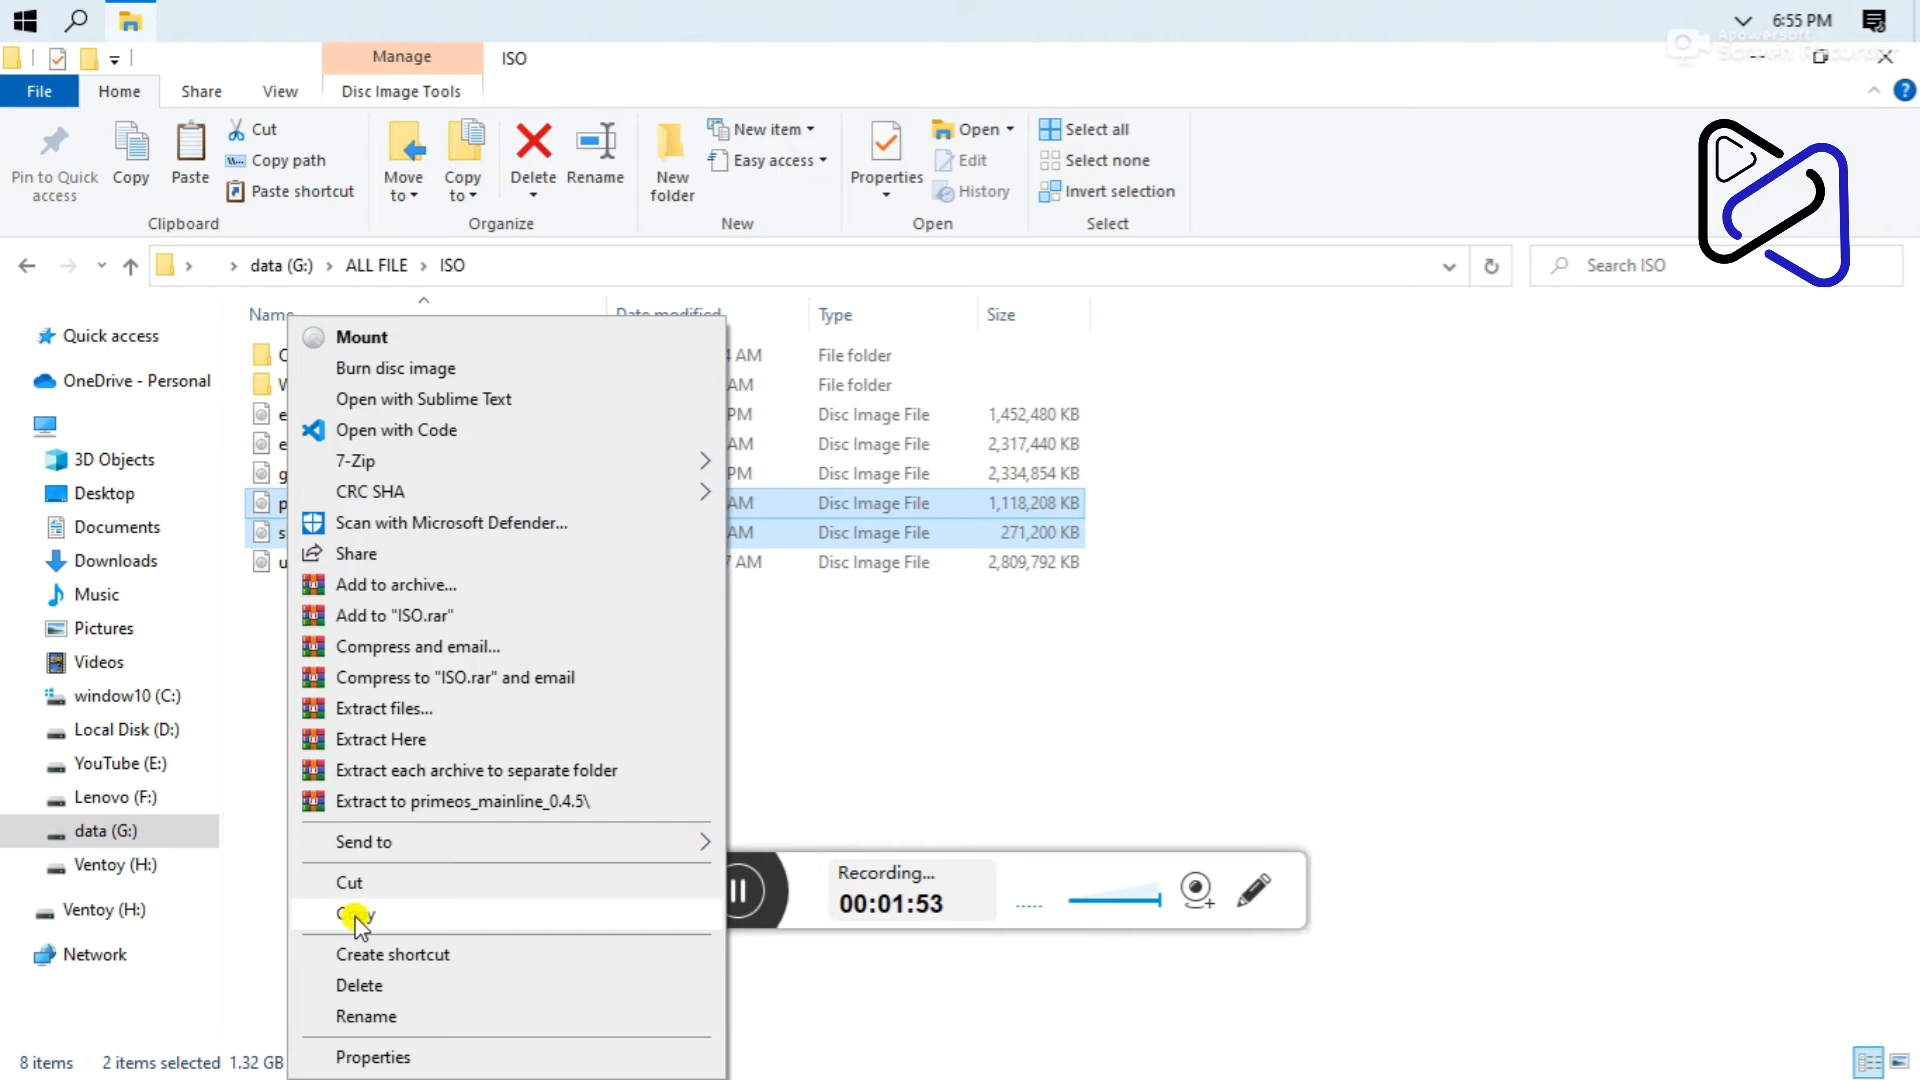 6:55 PM
Apowersoft
Screen Recorder
Manage
ISO
File
Home
Share
View
Disc Image Tools
Pin to Quick access
Copy
Paste
Cut
Copy path
Paste shortcut
Move to
Copy to
Delete
Rename
New folder
New item
Easy access
Properties
Open
Edit
History
Select all
Select none
Invert selection
Clipboard
Organize
New
Open
Select
data (G:)
ALL FILE
ISO
Search ISO
Name
Date modified
Type
Size
Quick access
OneDrive - Personal
3D Objects
Desktop
Documents
Downloads
Music
Pictures
Videos
window10 (C:)
Local Disk (D:)
YouTube (E:)
Lenovo (F:)
data (G:)
Ventoy (H:)
Ventoy (H:)
Network
AM File folder
AM File folder
PM Disc Image File 1,452,480 KB
AM Disc Image File 2,317,440 KB
PM Disc Image File 2,334,854 KB
AM Disc Image File 1,118,208 KB
AM Disc Image File 271,200 KB
7 AM Disc Image File 2,809,792 KB
Mount
Burn disc image
Open with Sublime Text
Open with Code
7-Zip
CRC SHA
Scan with Microsoft Defender...
Share
Add to archive...
Add to "ISO.rar"
Compress and email...
Compress to "ISO.rar" and email
Extract files...
Extract Here
Extract each archive to separate folder
Extract to primeos_mainline_0.4.5\
Send to
Cut
Copy
Create shortcut
Delete
Rename
Properties
Recording...
00:01:53
8 items
2 items selected 1.32 GB